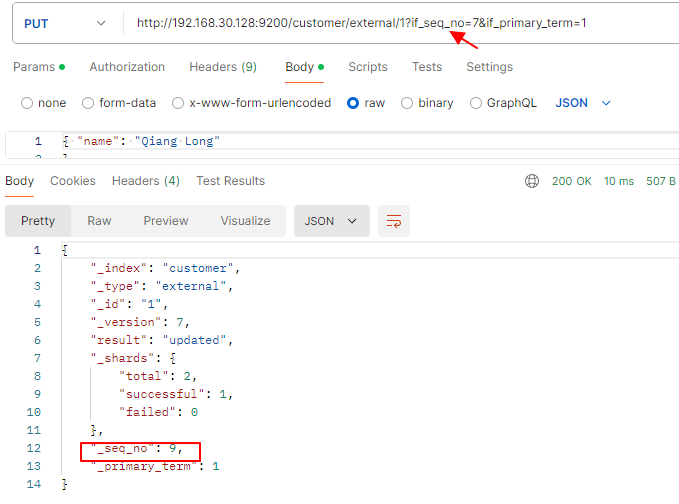 PUT http://192.168.30.128:9200/customer/external/1?if_seq_no=7&if_primary_term=1
Params Authorization Headers (9) Body Scripts Tests Settings
none form-data x-www-form-urlencoded raw binary GraphQL JSON
1 { "name": "Qiang Long"
Body Cookies Headers (4) Test Results 200 OK 10 ms 507 B
Pretty Raw Preview Visualize JSON
1 {
2 "_index": "customer",
3 "_type": "external",
4 "_id": "1",
5 "_version": 7,
6 "result": "updated",
7 "_shards": {
8 "total": 2,
9 "successful": 1,
10 "failed": 0
11 },
12 "_seq_no": 9,
13 "_primary_term": 1
14 }